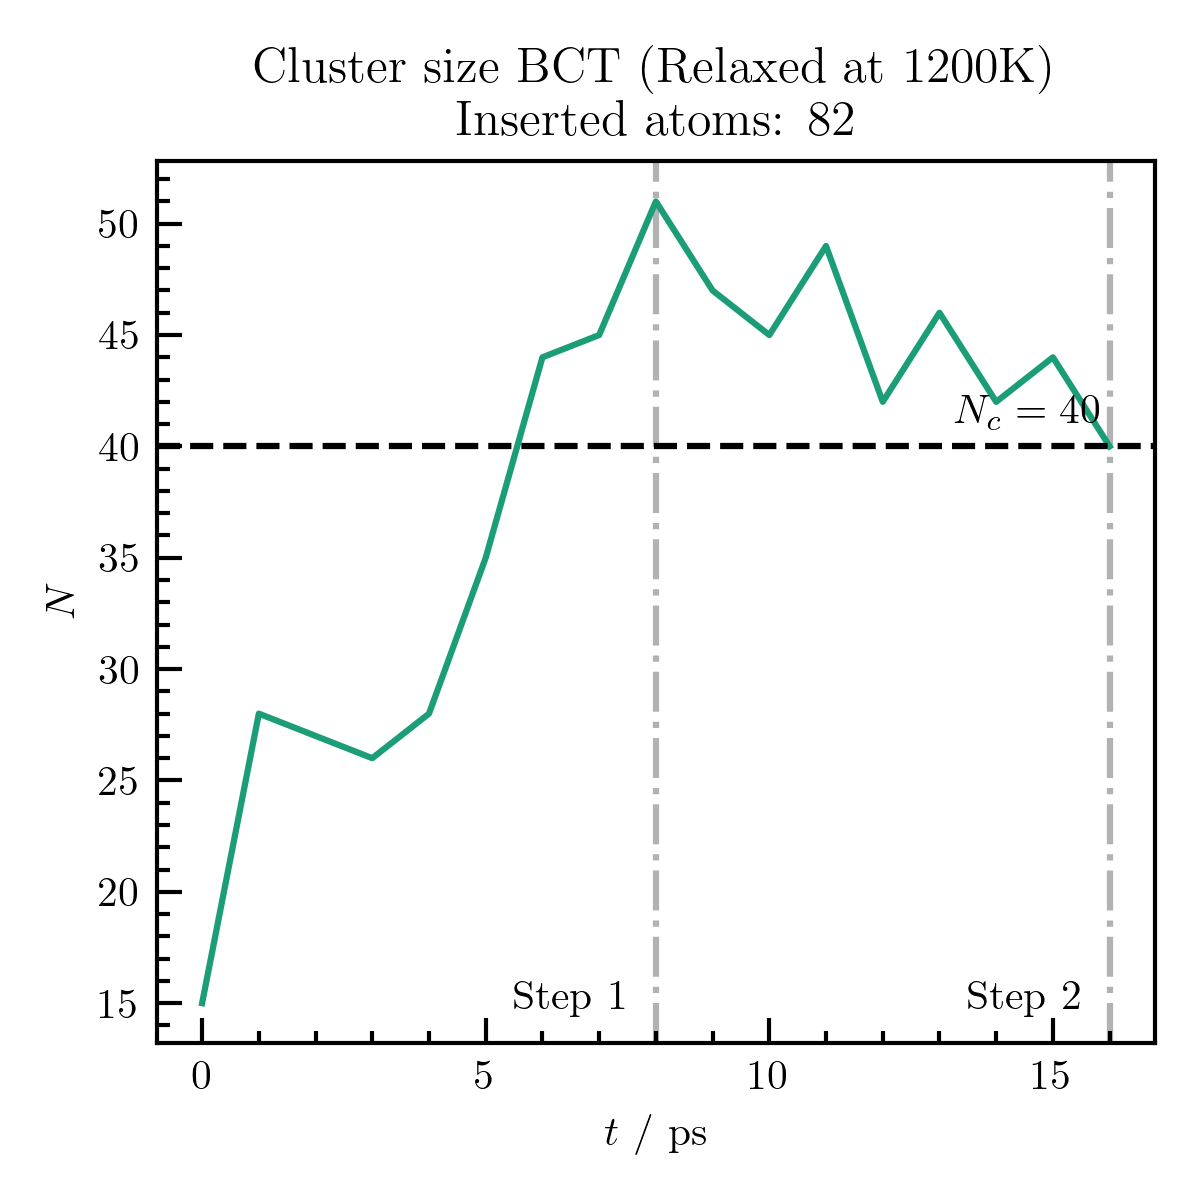 Cluster size BCT (Relaxed at 1200K)
Inserted atoms: 82
50
45
40
35
30
25
20
15
N
N_c = 40
Step 1
Step 2
0 5 10 15
t / ps